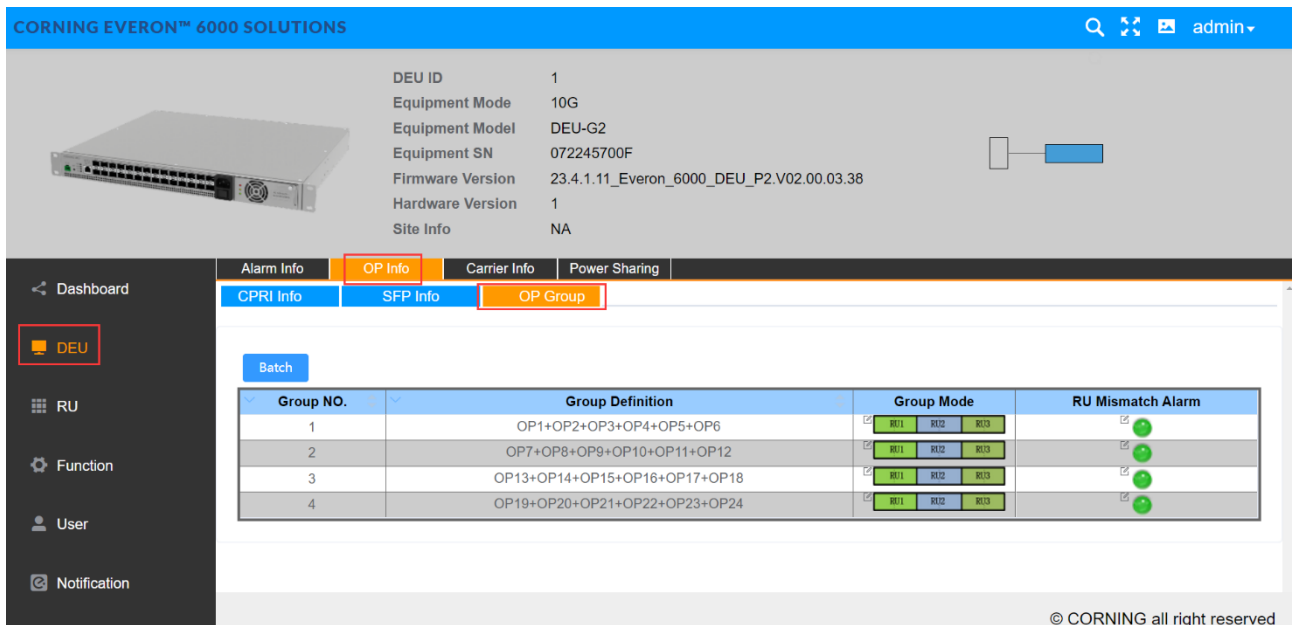 CORNING EVERON™ 6000 SOLUTIONS
admin
DEU ID 1
Equipment Mode 10G
Equipment Model DEU-G2
Equipment SN 072245700F
Firmware Version 23.4.1.11_Everon_6000_DEU_P2.V02.00.03.38
Hardware Version 1
Site Info NA
Alarm Info OP Info Carrier Info Power Sharing
CPRI Info SFP Info OP Group
Dashboard
DEU
RU
Function
User
Notification
Batch
Group NO. Group Definition Group Mode RU Mismatch Alarm
1 OP1+OP2+OP3+OP4+OP5+OP6 RU1 RU2 RU3
2 OP7+OP8+OP9+OP10+OP11+OP12 RU1 RU2 RU3
3 OP13+OP14+OP15+OP16+OP17+OP18 RU1 RU2 RU3
4 OP19+OP20+OP21+OP22+OP23+OP24 RU1 RU2 RU3
© CORNING all right reserved